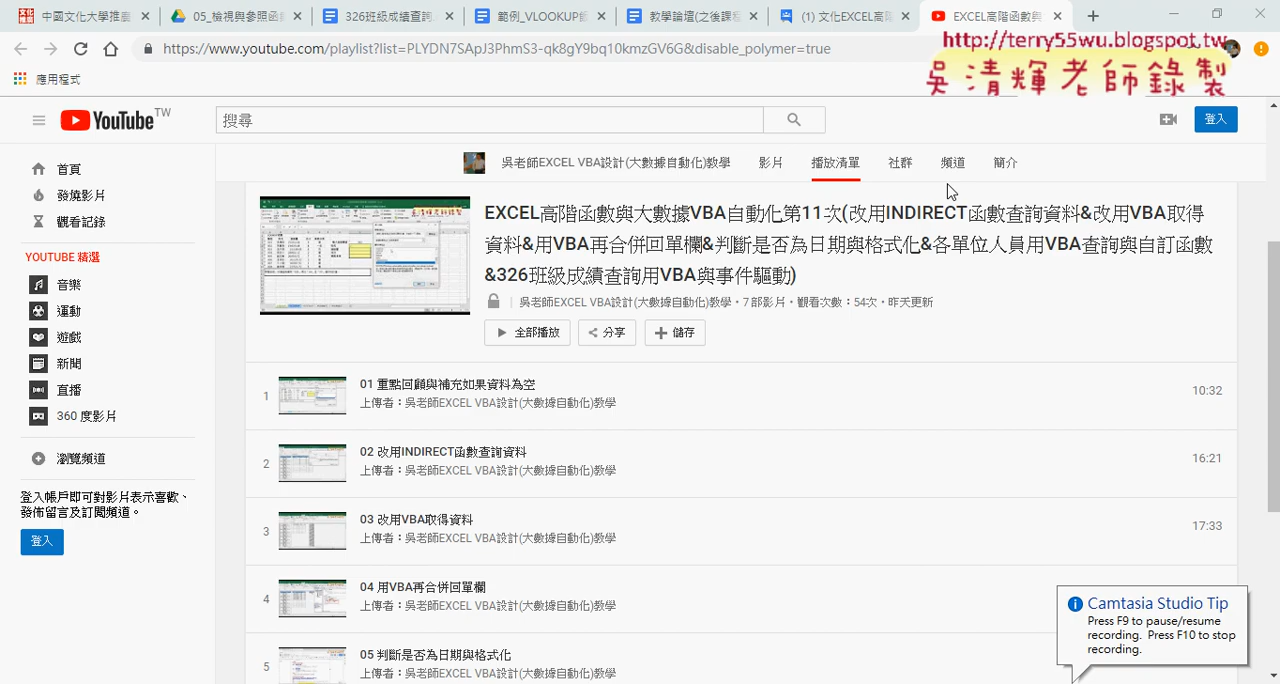 中國文化大學推廣
05_檢視與參照函
326班級成績查詢
範例_VLOOKUP
教學論壇(之後課
(1) 文化EXCEL高
EXCEL高階函數與
https://www.youtube.com/playlist?list=PLYDN7SApJ3PhmS3-qk8gY9bq10kmzGV6G&disable_polymer=true
http://terry55wu.blogspot.tw
吳清輝老師錄製
應用程式
YouTube TW
搜尋
登入
吳老師EXCEL VBA設計(大數據自動化)教學
影片
播放清單
社群
頻道
簡介
首頁
發燒影片
觀看記錄
YOUTUBE 精選
音樂
運動
遊戲
新聞
直播
360 度影片
瀏覽頻道
登入帳戶即可對影片表示喜歡、
發佈留言及訂閱頻道。
登入
EXCEL高階函數與大數據VBA自動化第11次(改用INDIRECT函數查詢資料&改用VBA取得
資料&用VBA再合併回單欄&判斷是否為日期與格式化&各單位人員用VBA查詢與自訂函數
&326班級成績查詢用VBA與事件驅動)
吳老師EXCEL VBA設計(大數據自動化)教學・7 部影片・觀看次數：54次・昨天更新
全部播放
分享
儲存
1
01 重點回顧與補充如果資料為空
上傳者：吳老師EXCEL VBA設計(大數據自動化)教學
10:32
2
02 改用INDIRECT函數查詢資料
上傳者：吳老師EXCEL VBA設計(大數據自動化)教學
16:21
3
03 改用VBA取得資料
上傳者：吳老師EXCEL VBA設計(大數據自動化)教學
17:33
4
04 用VBA再合併回單欄
上傳者：吳老師EXCEL VBA設計(大數據自動化)教學
5
05 判斷是否為日期與格式化
上傳者：吳老師EXCEL VBA設計(大數據自動化)教學
Camtasia Studio Tip
Press F9 to pause/resume
recording. Press F10 to stop
recording.